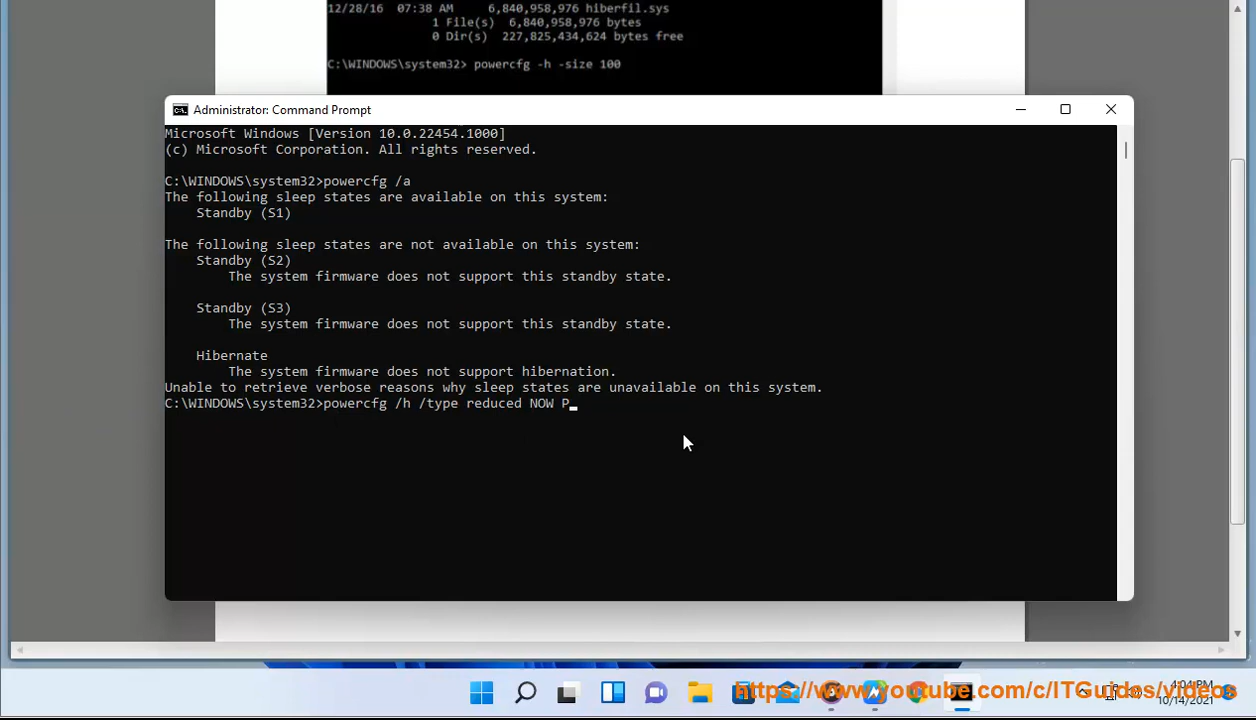 12/28/16 07:38 AM 6,840,958,976 hiberfil.sys
1 File(s) 6,840,958,976 bytes
0 Dir(s) 227,825,434,624 bytes free
C:\WINDOWS\system32> powercfg -h -size 100
Administrator: Command Prompt
Microsoft Windows [Version 10.0.22454.1000]
(c) Microsoft Corporation. All rights reserved.
C:\WINDOWS\system32>powercfg /a
The following sleep states are available on this system:
Standby (S1)
The following sleep states are not available on this system:
Standby (S2)
The system firmware does not support this standby state.
Standby (S3)
The system firmware does not support this standby state.
Hibernate
The system firmware does not support hibernation.
Unable to retrieve verbose reasons why sleep states are unavailable on this system.
C:\WINDOWS\system32>powercfg /h /type reduced NOW P_
4:04 PM
https://www.youtube.com/c/ITGuides/videos
10/14/2021